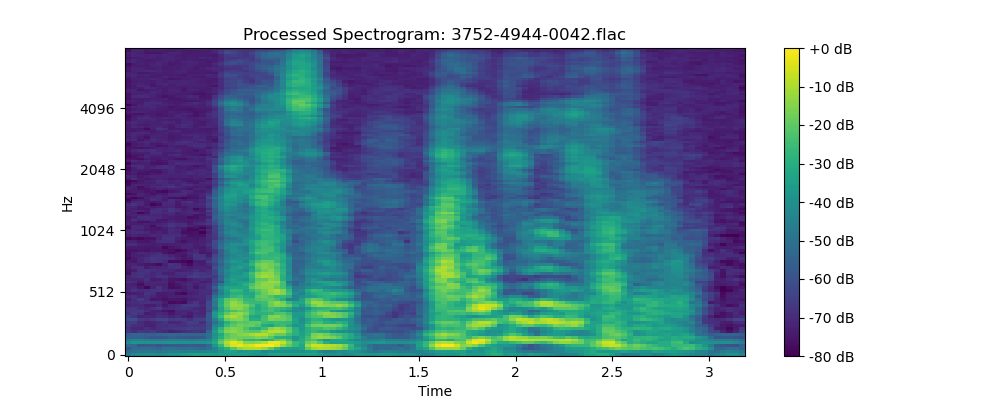 Processed Spectrogram: 3752-4944-0042.flac
Hz
4096
2048
1024
512
0
0
0.5
1
1.5
2
2.5
3
Time
+0 dB
-10 dB
-20 dB
-30 dB
-40 dB
-50 dB
-60 dB
-70 dB
-80 dB